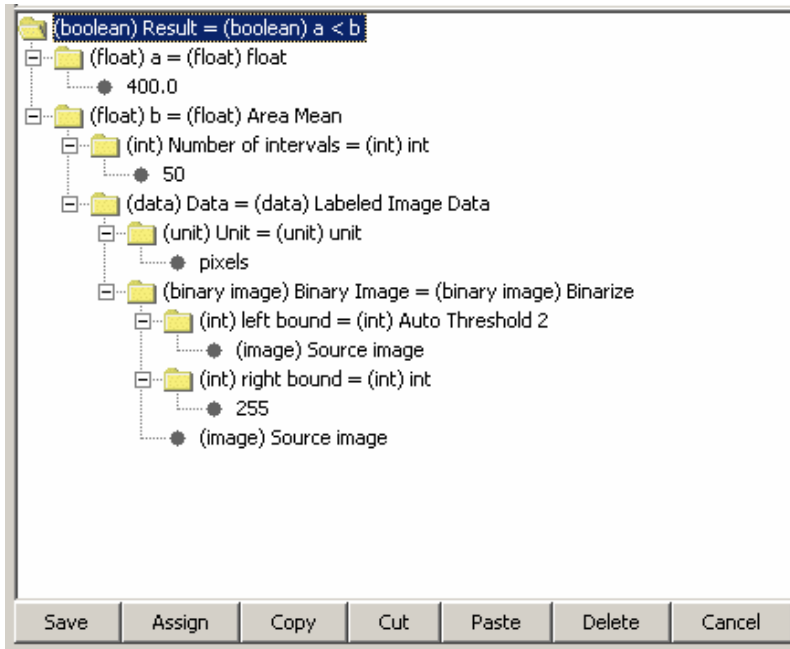 (boolean) Result = (boolean) a < b
(float) a = (float) float
400.0
(float) b = (float) Area Mean
(int) Number of intervals = (int) int
50
(data) Data = (data) Labeled Image Data
(unit) Unit = (unit) unit
pixels
(binary image) Binary Image = (binary image) Binarize
(int) left bound = (int) Auto Threshold 2
(image) Source image
(int) right bound = (int) int
255
(image) Source image
Save Assign Copy Cut Paste Delete Cancel